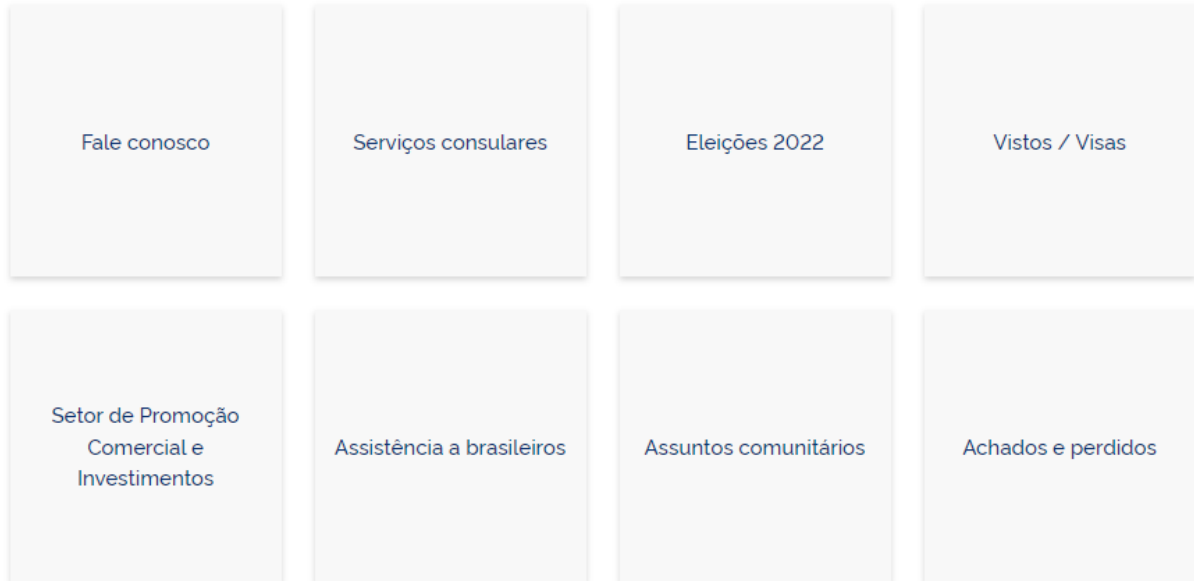 Fale conosco
Serviços consulares
Eleições 2022
Vistos / Visas
Setor de Promoção
Comercial e
Investimentos
Assistência a brasileiros
Assuntos comunitários
Achados e perdidos